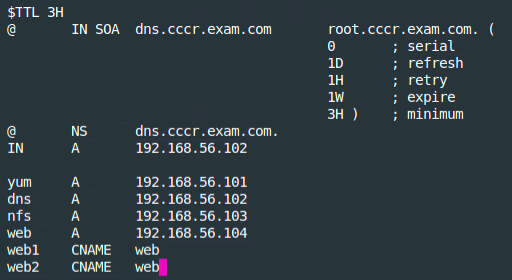 $TTL 3H
@       IN SOA  dns.cccr.exam.com       root.cccr.exam.com. (
                                        0       ; serial
                                        1D      ; refresh
                                        1H      ; retry
                                        1W      ; expire
                                        3H )    ; minimum
@       NS      dns.cccr.exam.com.
IN      A       192.168.56.102

yum     A       192.168.56.101
dns     A       192.168.56.102
nfs     A       192.168.56.103
web     A       192.168.56.104
web1    CNAME   web
web2    CNAME   web